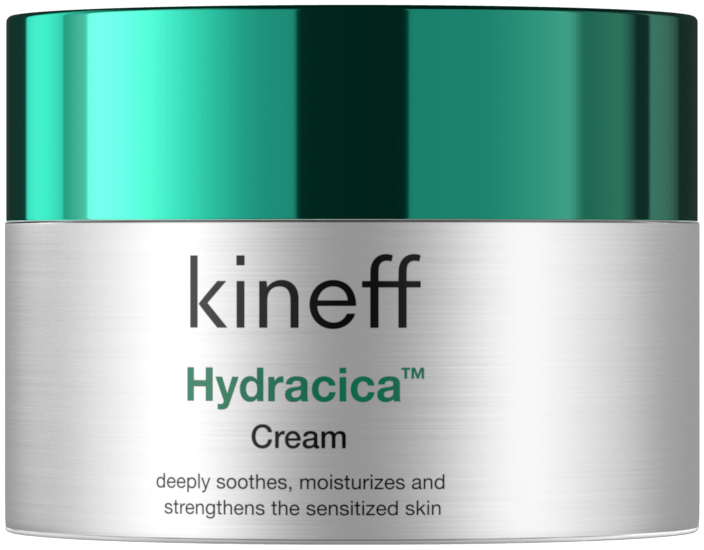 kineff
Hydracica™
Cream
deeply soothes, moisturizes and
strengthens the sensitized skin